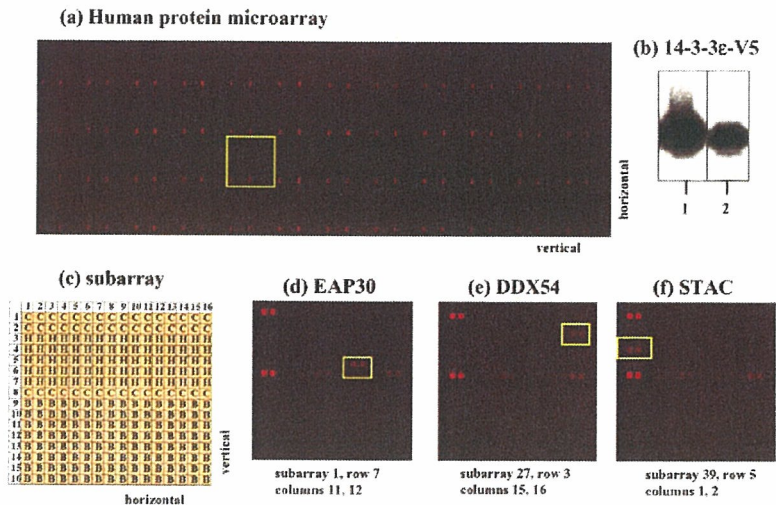 (a) Human protein microarray
horizontal
vertical
(b) 14-3-3ε-V5
1 2
(c) subarray
1 2 3 4 5 6 7 8 9 10 11 12 13 14 15 16
1 C C C C C C C C C C C C C C C C
2 C C C C C C C C C C C C C C C C
3 H H H H H H H H H H H H H H H H
4 H H H H H H H H H H H H H H H H
5 H H H H H H H H H H H H H H H H
6 H H H H H H H H H H H H H H H H
7 H H H H H H H H H H H H H H H H
8 C C C C C C C C C C C C C C C C
9 B B B B B B B B B B B B B B B B
10 B B B B B B B B B B B B B B B B
11 B B B B B B B B B B B B B B B B
12 B B B B B B B B B B B B B B B B
13 B B B B B B B B B B B B B B B B
14 B B B B B B B B B B B B B B B B
15 B B B B B B B B B B B B B B B B
16 B B B B B B B B B B B B B B B B
vertical
horizontal
(d) EAP30
subarray 1, row 7
columns 11, 12
(e) DDX54
subarray 27, row 3
columns 15, 16
(f) STAC
subarray 39, row 5
columns 1, 2